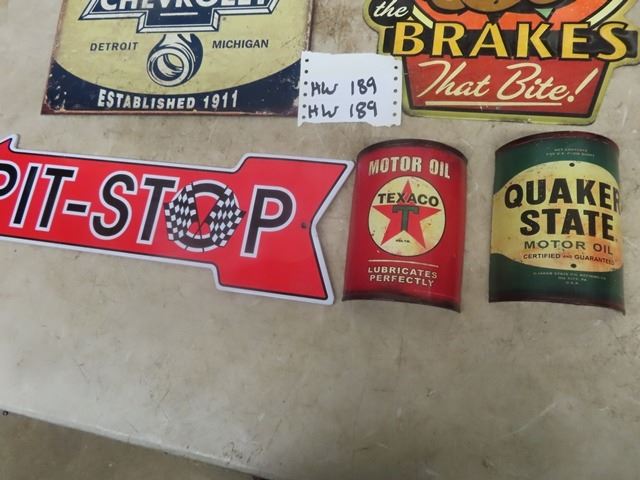 CHEVROLET
DETROIT MICHIGAN
ESTABLISHED 1911
HW 189
HW 189
the
BRAKES
That Bite!
PIT-STOP
MOTOR OIL
TEXACO
T
LUBRICATES
PERFECTLY
QUAKER
STATE
MOTOR OIL
CERTIFIED AND GUARANTEED
U.S.A.